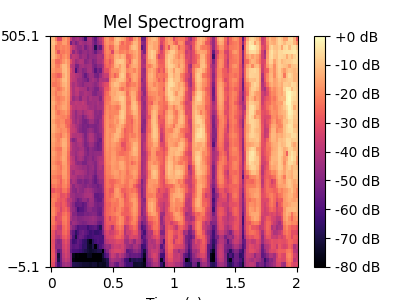 Mel Spectrogram
505.1
−5.1
0
0.5
1
1.5
2
+0 dB
-10 dB
-20 dB
-30 dB
-40 dB
-50 dB
-60 dB
-70 dB
-80 dB